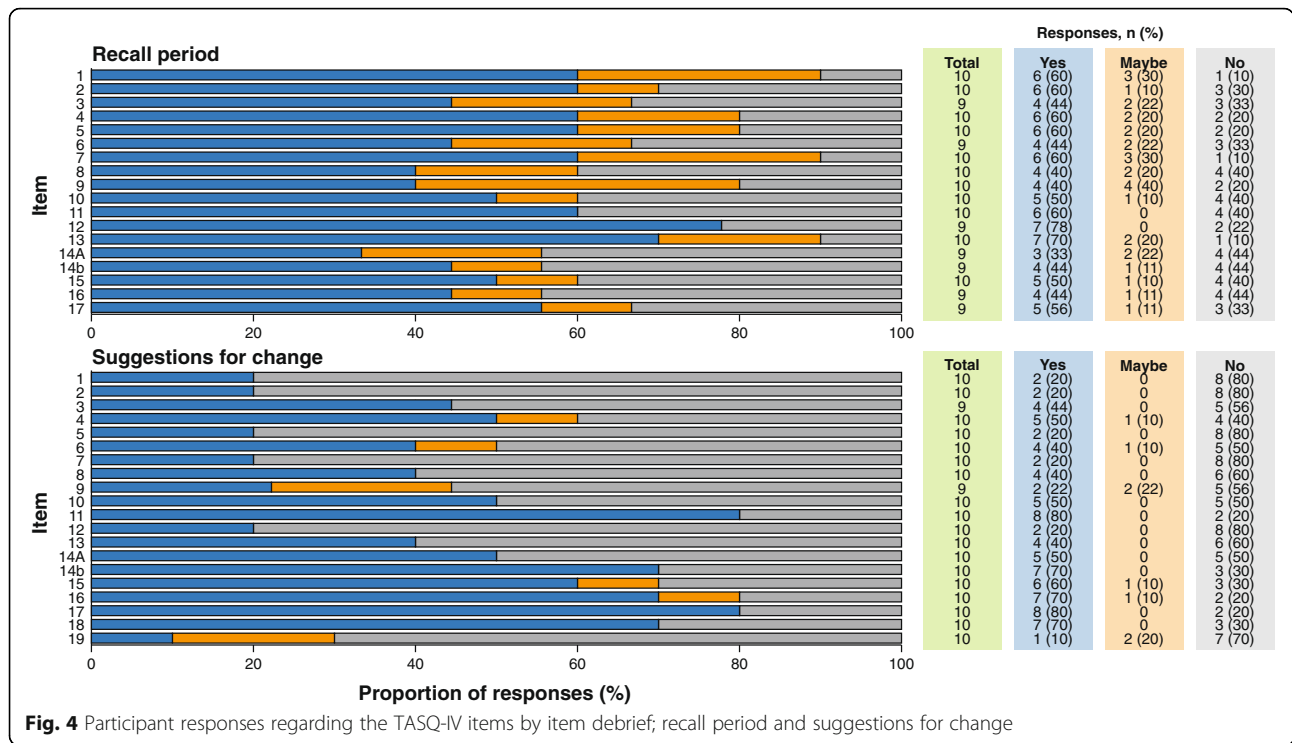 Responses, n (%)
Recall period
Total Yes Maybe No
1 10 6 (60) 3 (30) 1 (10)
2 10 6 (60) 1 (10) 3 (30)
3 9 4 (44) 2 (22) 3 (33)
4 10 6 (60) 2 (20) 2 (20)
5 10 6 (60) 2 (20) 2 (20)
6 9 4 (44) 2 (22) 3 (33)
7 10 6 (60) 3 (30) 1 (10)
8 10 4 (40) 2 (20) 4 (40)
9 10 4 (40) 4 (40) 2 (20)
10 10 5 (50) 1 (10) 4 (40)
11 10 6 (60) 0 4 (40)
12 9 7 (78) 0 2 (22)
13 10 7 (70) 2 (20) 1 (10)
14A 9 3 (33) 2 (22) 4 (44)
14b 9 4 (44) 1 (11) 4 (44)
15 10 5 (50) 1 (10) 4 (40)
16 9 4 (44) 1 (11) 4 (44)
17 9 5 (56) 1 (11) 3 (33)
Item
0 20 40 60 80 100
Suggestions for change
Total Yes Maybe No
1 10 2 (20) 0 8 (80)
2 10 2 (20) 0 8 (80)
3 9 4 (44) 0 5 (56)
4 10 5 (50) 1 (10) 4 (40)
5 10 2 (20) 0 8 (80)
6 10 4 (40) 1 (10) 5 (50)
7 10 2 (20) 0 8 (80)
8 10 4 (40) 0 6 (60)
9 9 2 (22) 2 (22) 5 (56)
10 10 5 (50) 0 5 (50)
11 10 8 (80) 0 2 (20)
12 10 2 (20) 0 8 (80)
13 10 4 (40) 0 6 (60)
14A 10 5 (50) 0 5 (50)
14b 10 7 (70) 0 3 (30)
15 10 6 (60) 1 (10) 3 (30)
16 10 7 (70) 1 (10) 2 (20)
17 10 8 (80) 0 2 (20)
18 10 7 (70) 0 3 (30)
19 10 1 (10) 2 (20) 7 (70)
Item
0 20 40 60 80 100
Proportion of responses (%)
Fig. 4 Participant responses regarding the TASQ-IV items by item debrief; recall period and suggestions for change